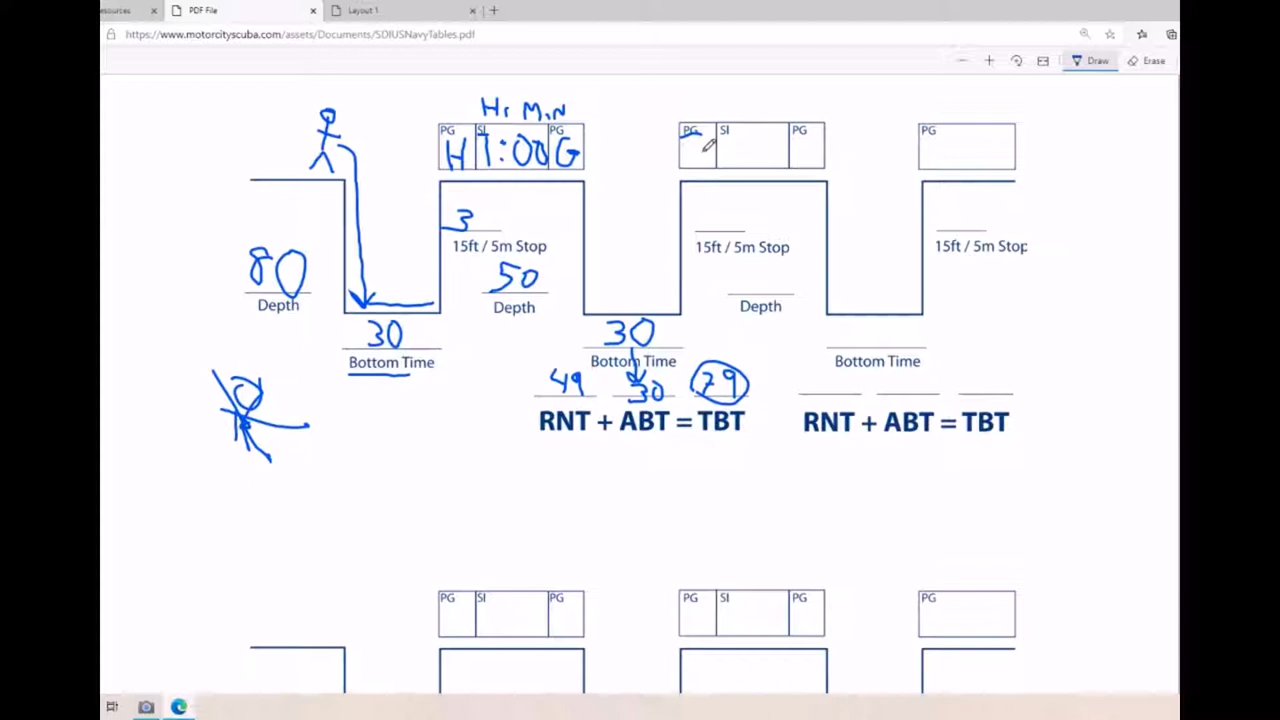 esources
PDF File
Layout 1
https://www.motorcityscuba.com/assets/Documents/SDIUSNavyTables.pdf
Draw
Erase
Hr Min
PG SI PG
H 1:00 G
PG SI PG
PG
3
15ft / 5m Stop
15ft / 5m Stop
15ft / 5m Stop
80
Depth
50
Depth
Depth
30
Bottom Time
30
Bottom Time
Bottom Time
49 30 79
RNT + ABT = TBT
RNT + ABT = TBT
PG SI PG
PG SI PG
PG